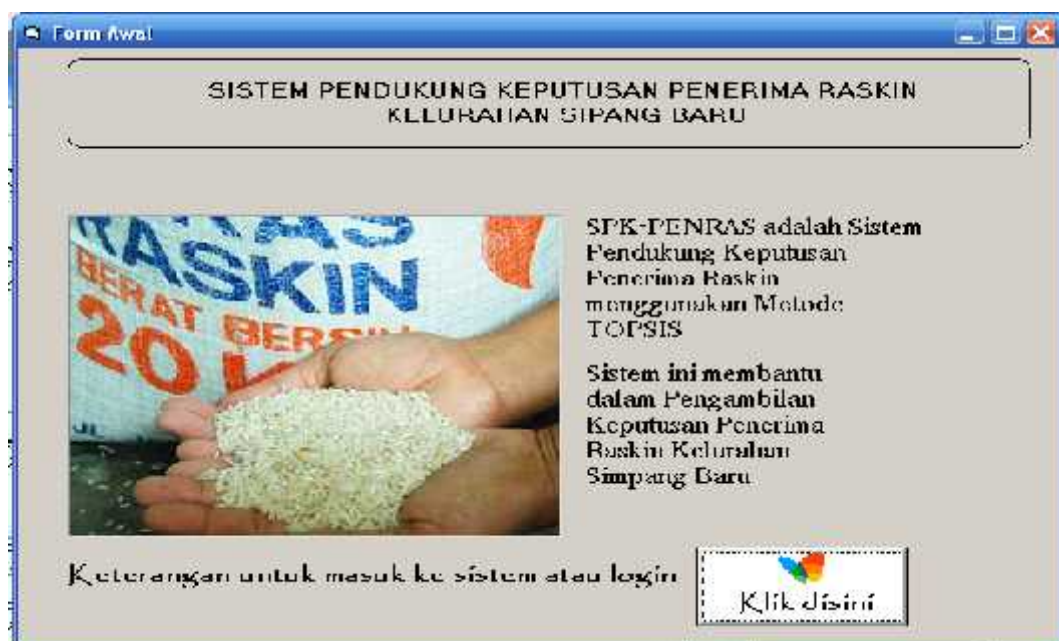 Form Awal
SISTEM PENDUKUNG KEPUTUSAN PENERIMA RASKIN
KELURAHAN SIPANG BARU
RAS
RASKIN
BERAT BERSIH
20
SPK-PENRAS adalah Sistem
Pendukung Keputusan
Penerima Raskin
menggunakan Metode
TOPSIS
Sistem ini membantu
dalam Pengambilan
Keputusan Penerima
Raskin Kelurahan
Simpang Baru
Keterangan untuk masuk ke sistem atau login
Klik disini